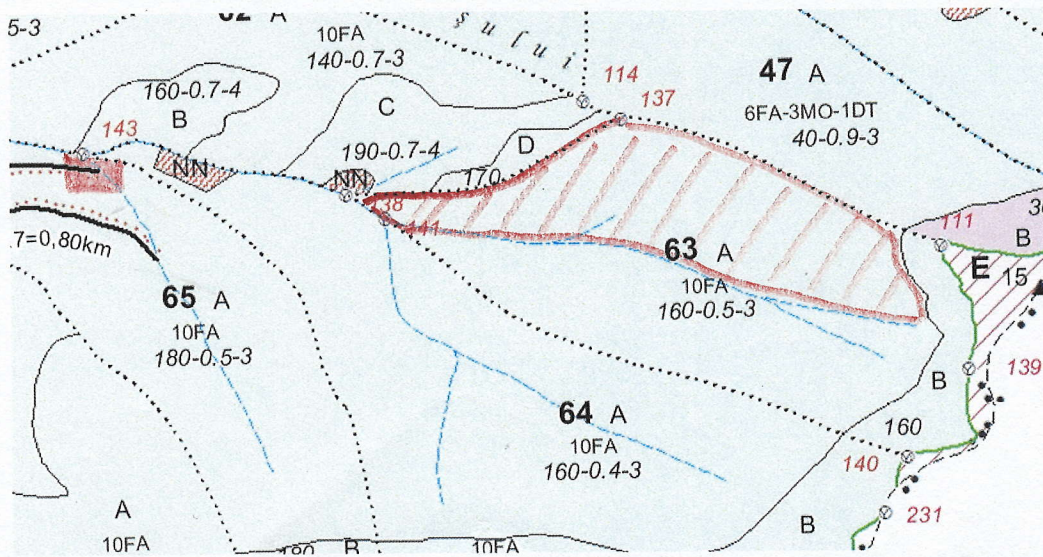 62 A
5-3
10FA
140-0.7-3
şului
114
137
47 A
6FA-3MO-1DT
40-0.9-3
160-0.7-4
B
C
143
D
190-0.7-4
NN
NN
170
138
141
111
B
E
15
63 A
10FA
160-0.5-3
7=0,80km
65 A
10FA
180-0.5-3
139
B
64 A
10FA
160-0.4-3
160
140
231
A
10FA
B
10FA
B